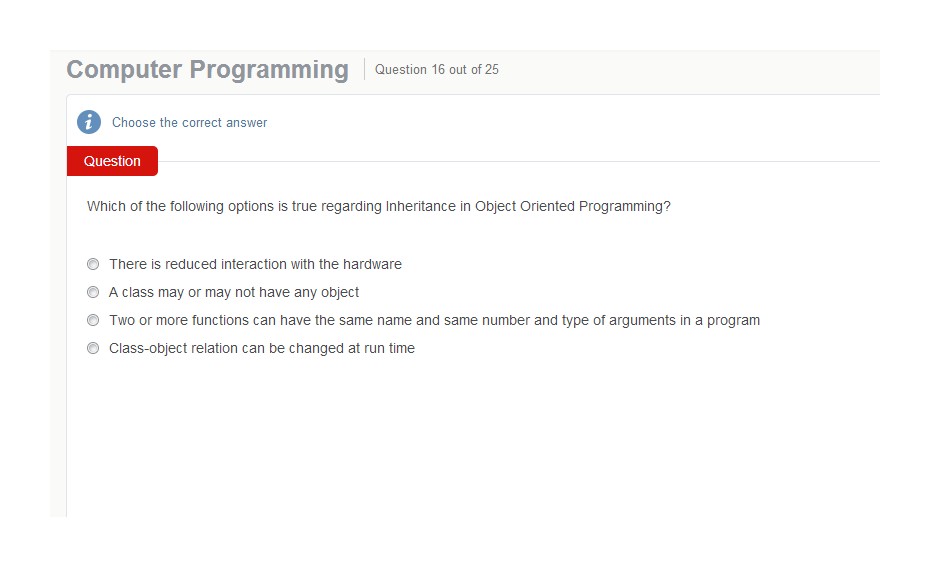 Computer Programming
Question 16 out of 25
i
Choose the correct answer
Question
Which of the following options is true regarding Inheritance in Object Oriented Programming?
There is reduced interaction with the hardware
A class may or may not have any object
Two or more functions can have the same name and same number and type of arguments in a program
Class-object relation can be changed at run time